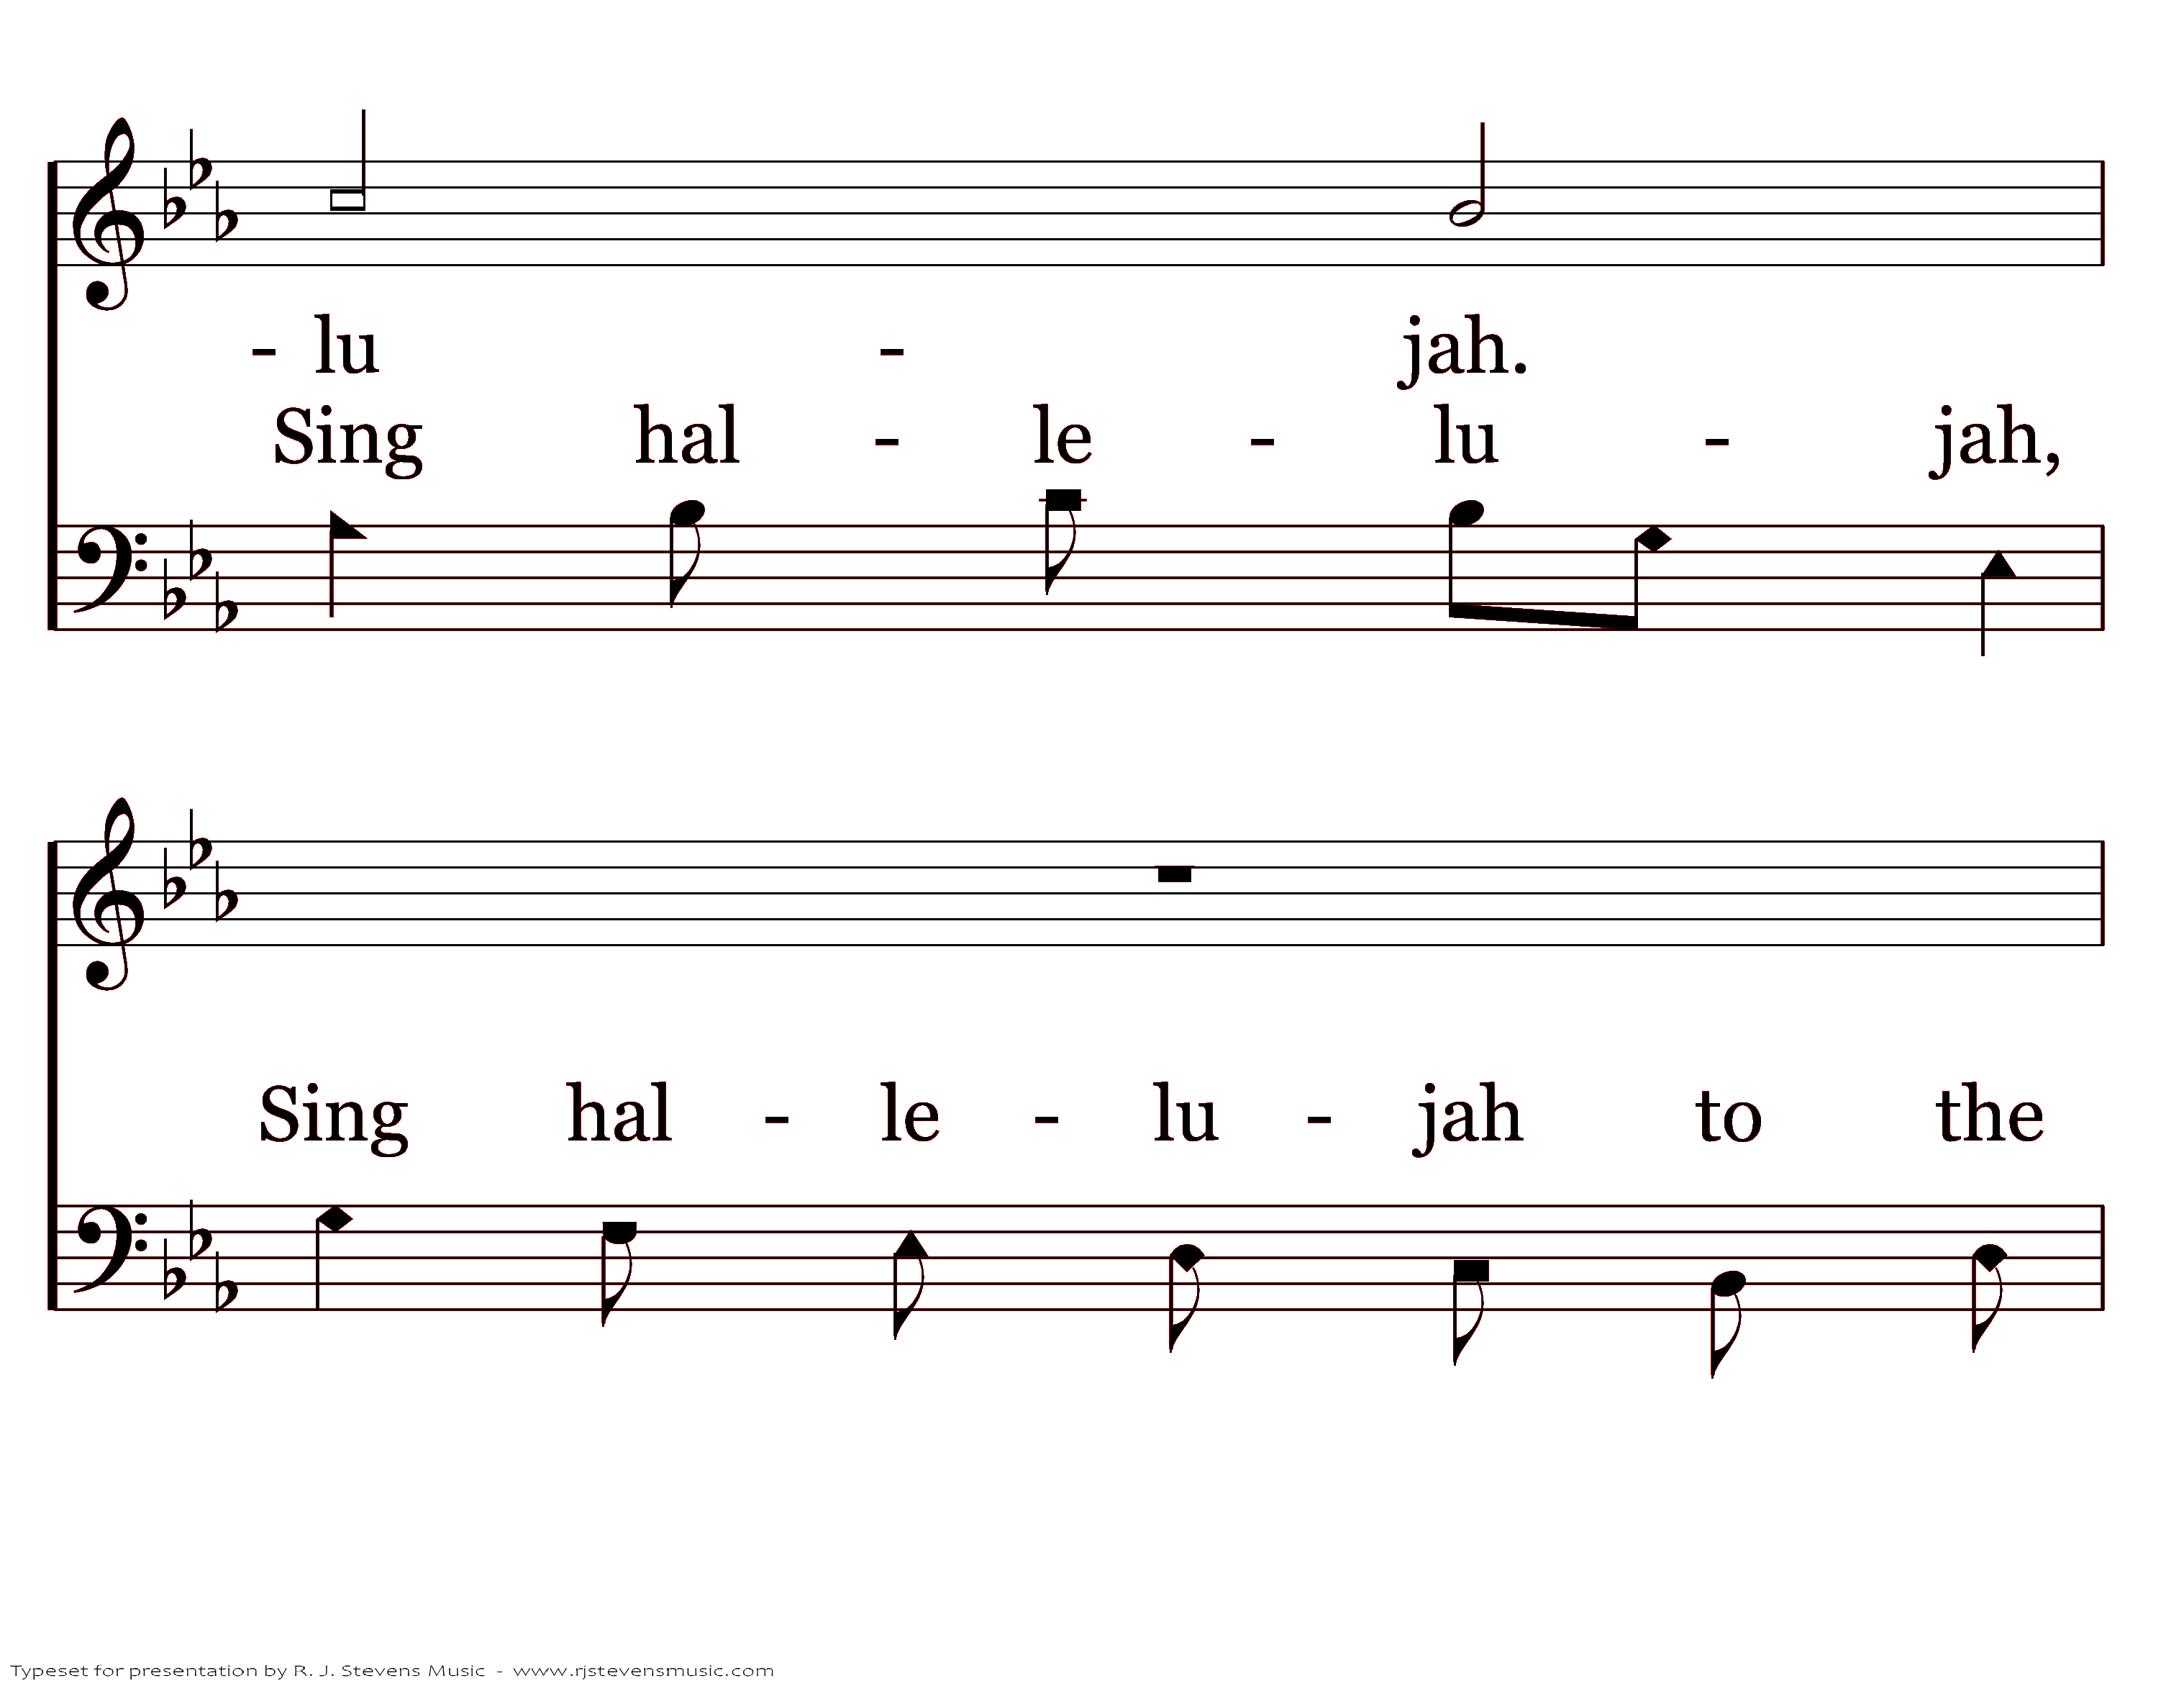 - lu - jah.
Sing hal - le - lu - jah,
Sing hal - le - lu - jah to the
Typeset for presentation by R. J. Stevens Music - www.rjstevensmusic.com